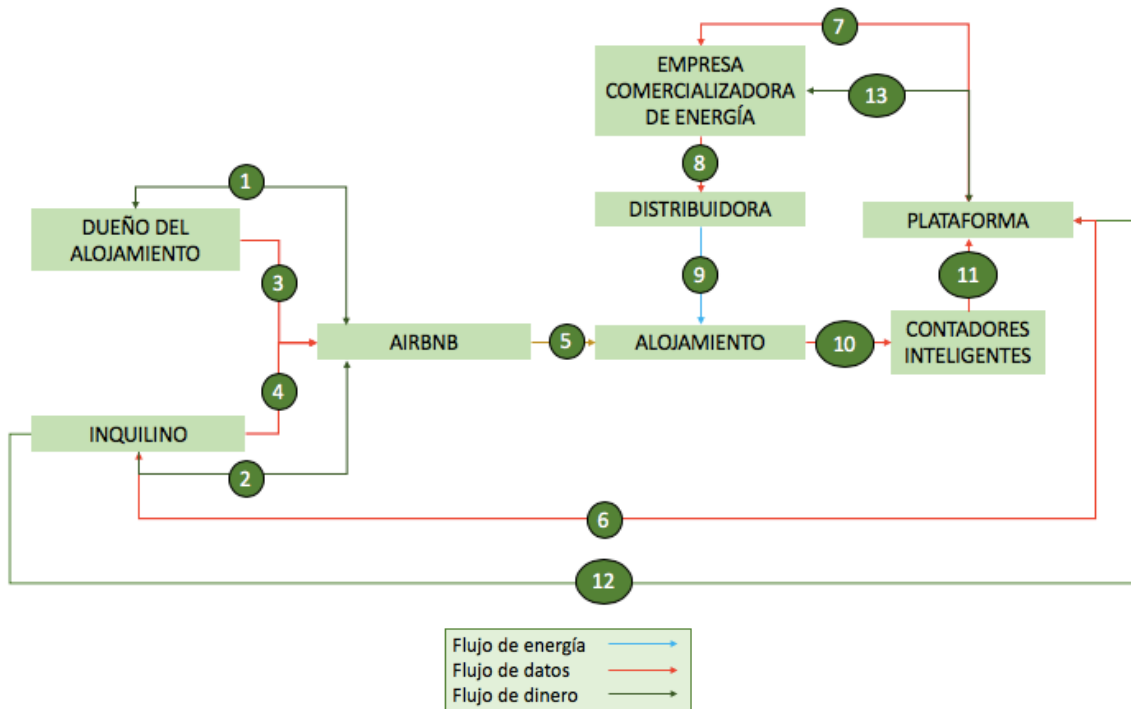 7
EMPRESA
COMERCIALIZADORA
DE ENERGÍA
13
8
1
DISTRIBUIDORA
PLATAFORMA
DUEÑO DEL
ALOJAMIENTO
3
9
11
AIRBNB
5
ALOJAMIENTO
10
CONTADORES
INTELIGENTES
4
INQUILINO
2
6
12
Flujo de energía
Flujo de datos
Flujo de dinero